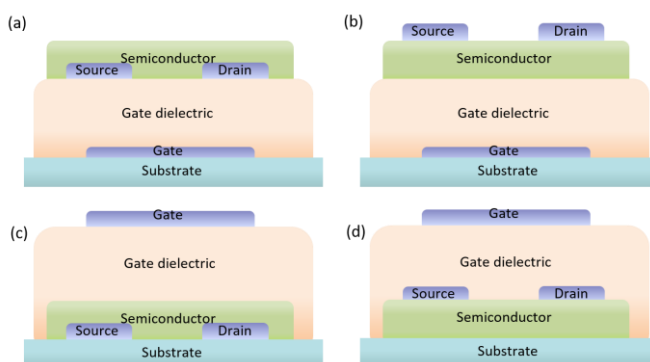 (a)
Semiconductor
Source Drain
Gate dielectric
Gate
Substrate
(b)
Source Drain
Semiconductor
Gate dielectric
Gate
Substrate
(c)
Gate
Gate dielectric
Semiconductor
Source Drain
Substrate
(d)
Gate
Gate dielectric
Source Drain
Semiconductor
Substrate